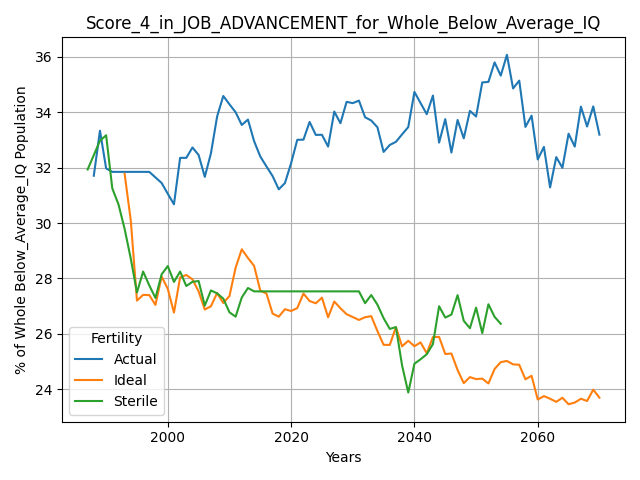 Score_4_in_JOB_ADVANCEMENT_for_Whole_Below_Average_IQ
% of Whole Below_Average_IQ Population
36
34
32
30
28
26
24
Fertility
Actual
Ideal
Sterile
2000
2020
2040
2060
Years